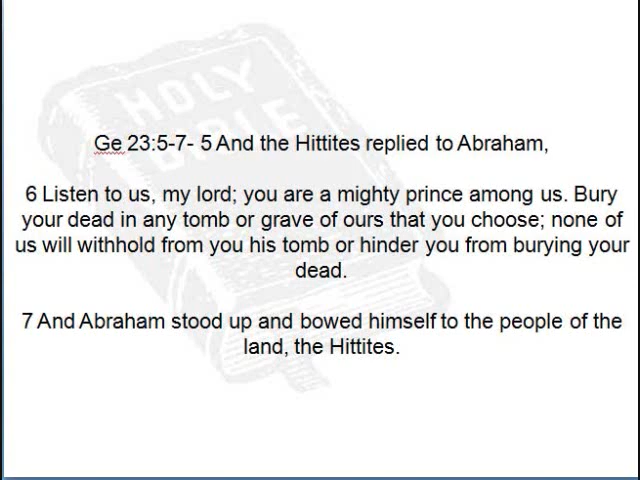 HOLY
BIBLE
Ge 23:5-7- 5 And the Hittites replied to Abraham,
6 Listen to us, my lord; you are a mighty prince among us. Bury
your dead in any tomb or grave of ours that you choose; none of
us will withhold from you his tomb or hinder you from burying your
dead.
7 And Abraham stood up and bowed himself to the people of the
land, the Hittites.